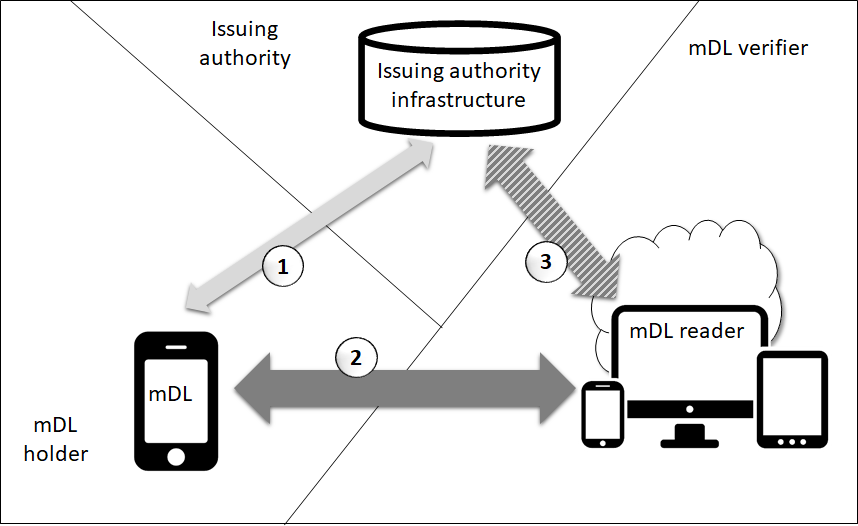 Issuing
authority
Issuing authority
infrastructure
mDL verifier
1
3
mDL reader
2
mDL
mDL
holder